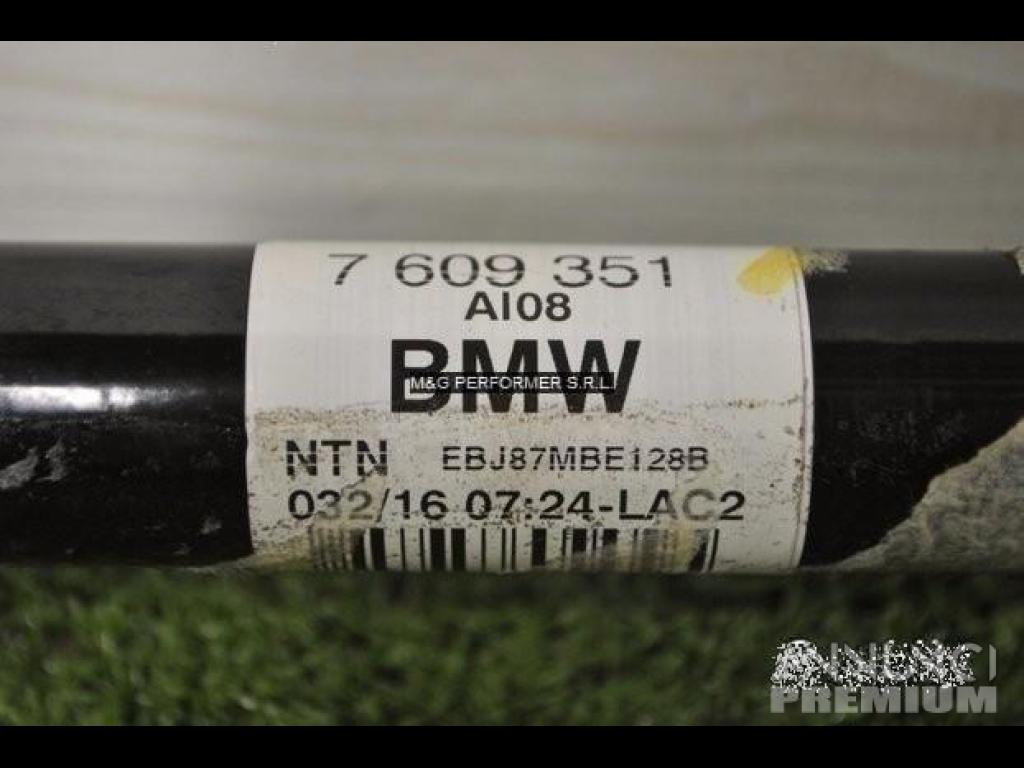 7 609 351
AI08
BMW
M&G PERFORMER S.R.L.
NTN EBJ87MBE128B
032/16 07:24-LAC2
PREMIUM